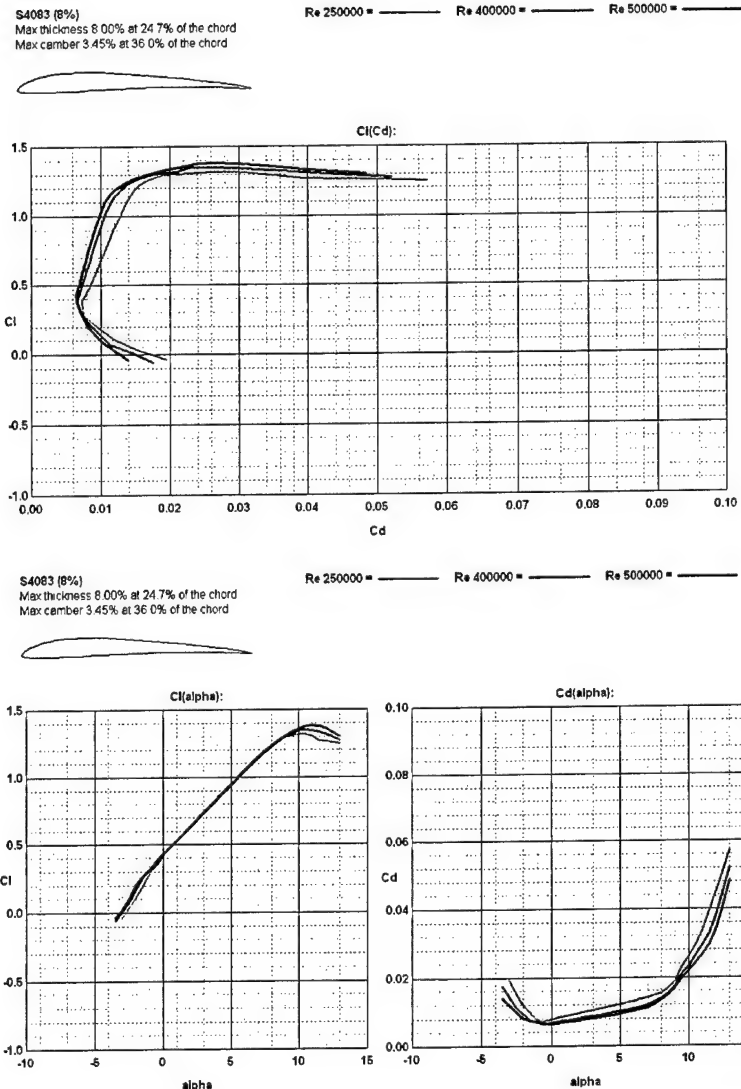 S4083 (8%)
Max thickness 8.00% at 24.7% of the chord
Max camber 3.45% at 36.0% of the chord
Re 250000 = Re 400000 = Re 500000 =
Cl(Cd):
1.5
1.0
0.5
Cl
0.0
-0.5
-1.0
0.00 0.01 0.02 0.03 0.04 0.05 0.06 0.07 0.08 0.09 0.10
Cd
S4083 (8%)
Max thickness 8.00% at 24.7% of the chord
Max camber 3.45% at 36.0% of the chord
Re 250000 = Re 400000 = Re 500000 =
Cl(alpha):
1.5
1.0
0.5
Cl
0.0
-0.5
-1.0
-10 -5 0 5 10 15
alpha
Cd(alpha):
0.10
0.08
0.06
Cd
0.04
0.02
0.00
-10 -5 0 5 10
alpha